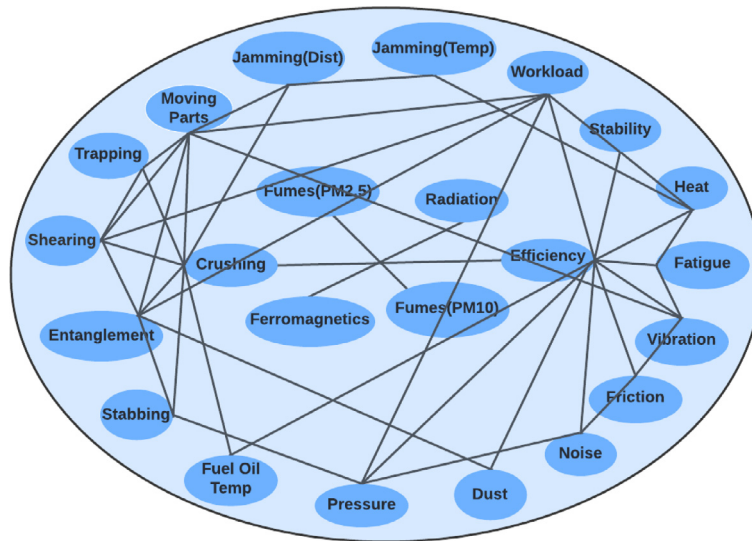 Jamming(Temp)
Jamming(Dist)
Workload
Moving
Parts
Stability
Trapping
Heat
Fumes(PM2.5)
Radiation
Shearing
Crushing
Efficiency
Fatigue
Ferromagnetics
Fumes(PM10)
Entanglement
Vibration
Friction
Stabbing
Noise
Fuel Oil
Temp
Pressure
Dust